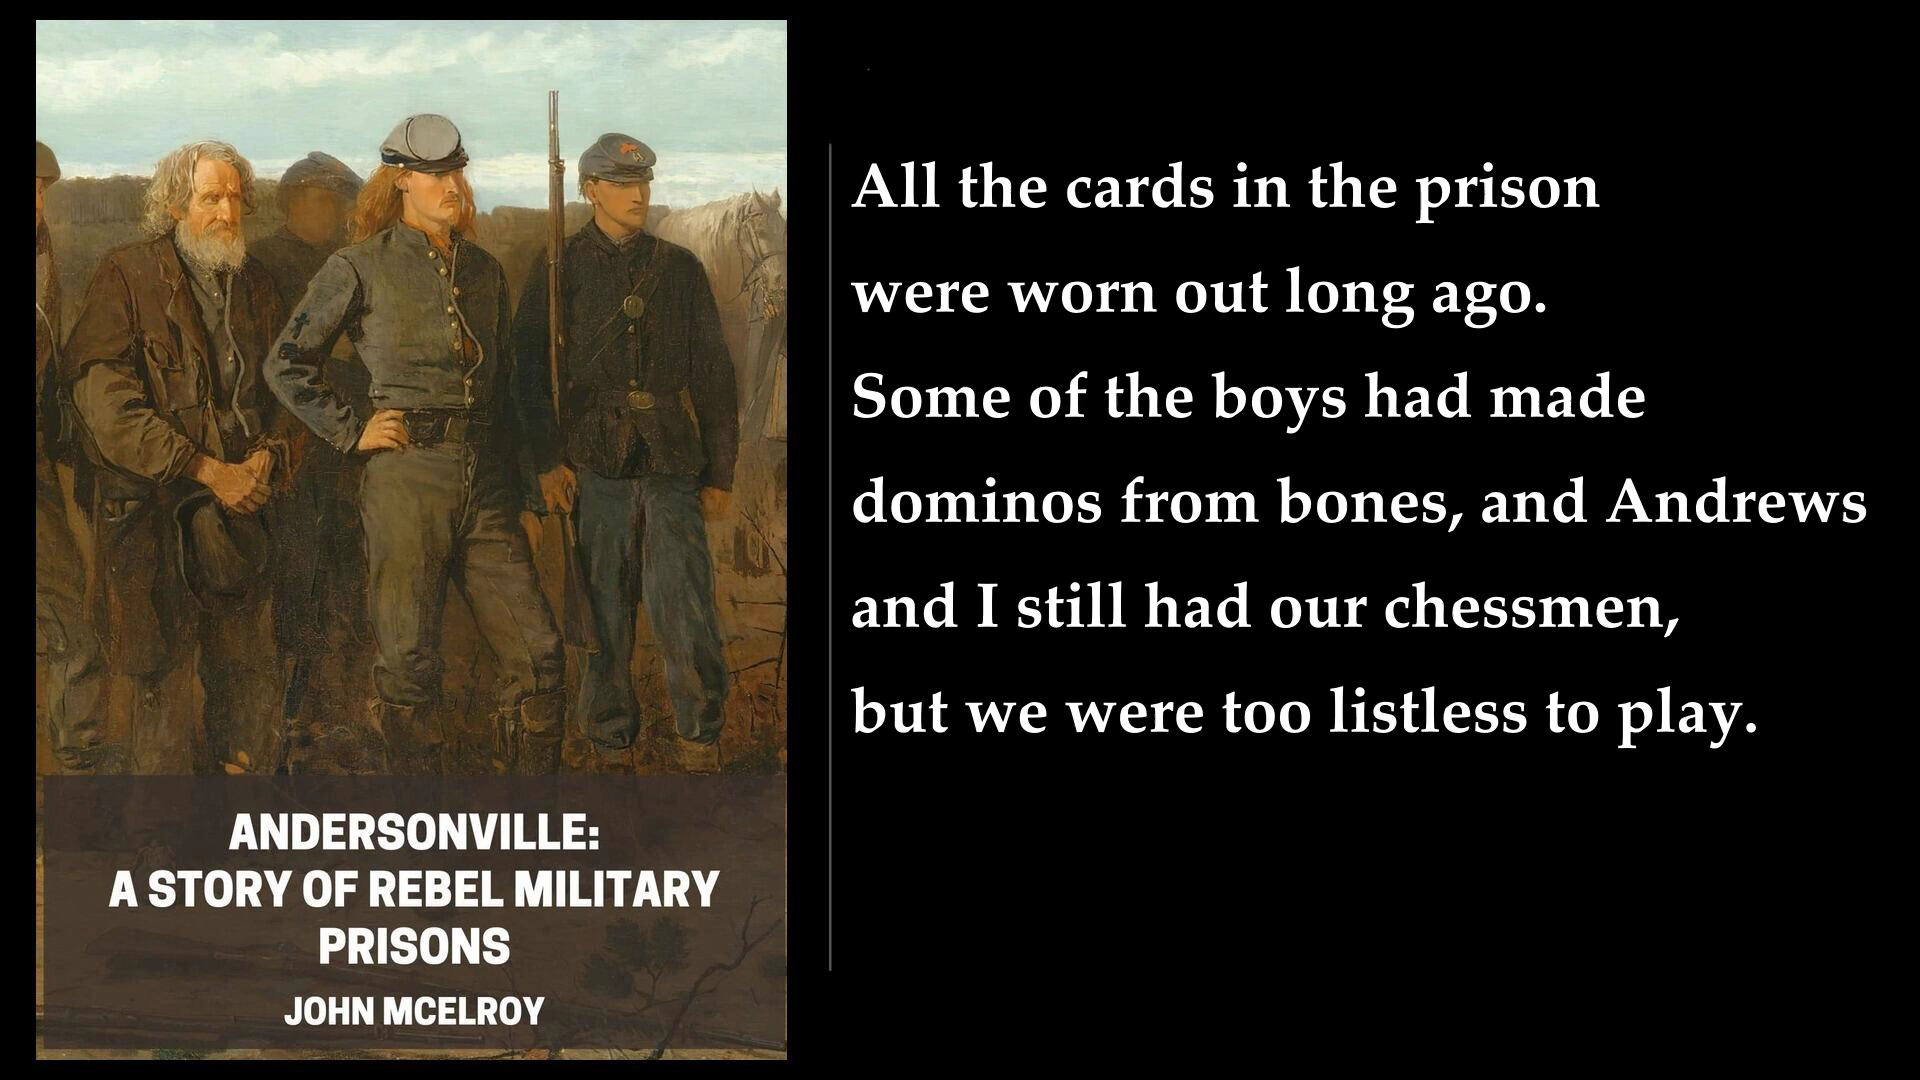 ANDERSONVILLE:
A STORY OF REBEL MILITARY
PRISONS
JOHN MCELROY
All the cards in the prison
were worn out long ago.
Some of the boys had made
dominos from bones, and Andrews
and I still had our chessmen,
but we were too listless to play.